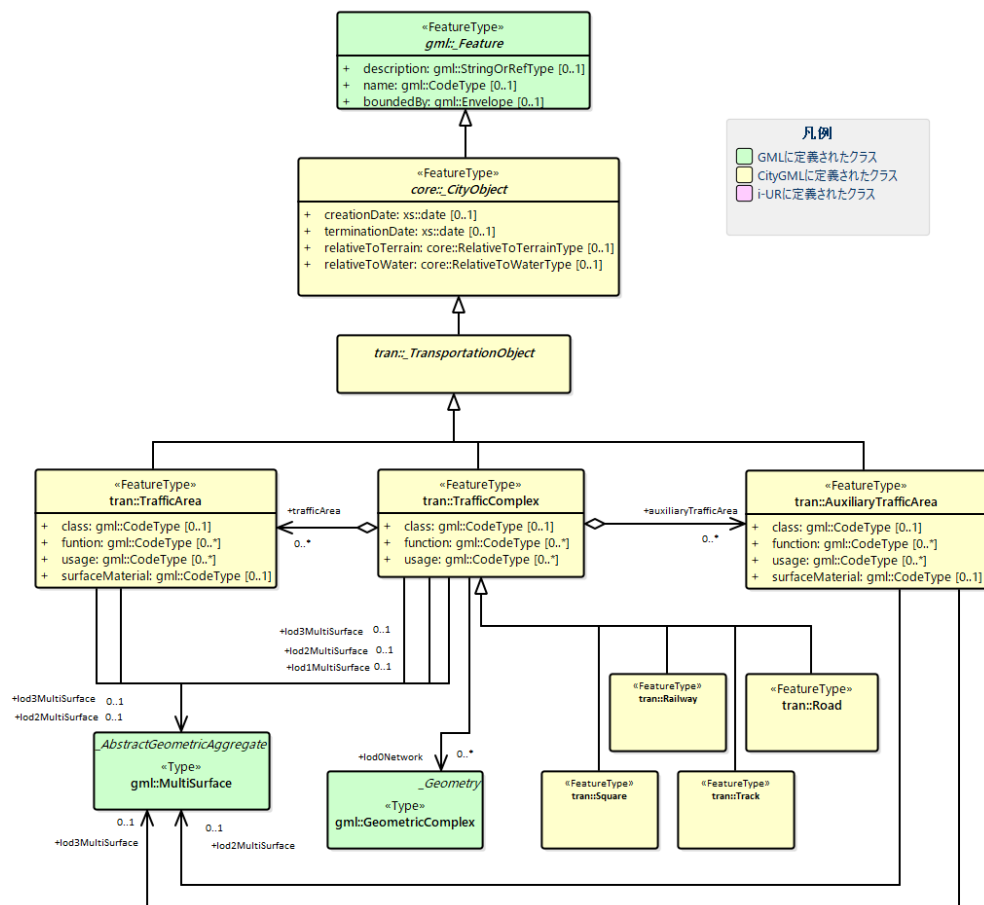 «FeatureType»
gml::_Feature
+ description: gml::StringOrRefType [0..1]
+ name: gml::CodeType [0..1]
+ boundedBy: gml::Envelope [0..1]
凡例
GMLに定義されたクラス
CityGMLに定義されたクラス
i-URに定義されたクラス
«FeatureType»
core::_CityObject
+ creationDate: xs::date [0..1]
+ terminationDate: xs::date [0..1]
+ relativeToTerrain: core::RelativeToTerrainType [0..1]
+ relativeToWater: core::RelativeToWaterType [0..1]
tran::_TransportationObject
«FeatureType»
tran::TrafficArea
+ class: gml::CodeType [0..1]
+ funtion: gml::CodeType [0..*]
+ usage: gml::CodeType [0..*]
+ surfaceMaterial: gml::CodeType [0..1]
+trafficArea
0..*
«FeatureType»
tran::TrafficComplex
+ class: gml::CodeType [0..1]
+ function: gml::CodeType [0..*]
+ usage: gml::CodeType [0..*]
+auxiliaryTrafficArea
0..*
«FeatureType»
tran::AuxiliaryTrafficArea
+ class: gml::CodeType [0..1]
+ function: gml::CodeType [0..*]
+ usage: gml::CodeType [0..*]
+ surfaceMaterial: gml::CodeType [0..1]
+lod3MultiSurface 0..1
+lod2MultiSurface 0..1
+lod1MultiSurface 0..1
+lod3MultiSurface 0..1
+lod2MultiSurface 0..1
«FeatureType»
tran::Railway
«FeatureType»
tran::Road
_AbstractGeometricAggregate
«Type»
gml::MultiSurface
+lod0Network 0..*
_Geometry
«Type»
gml::GeometricComplex
«FeatureType»
tran::Square
«FeatureType»
tran::Track
0..1
+lod3MultiSurface
0..1
+lod2MultiSurface